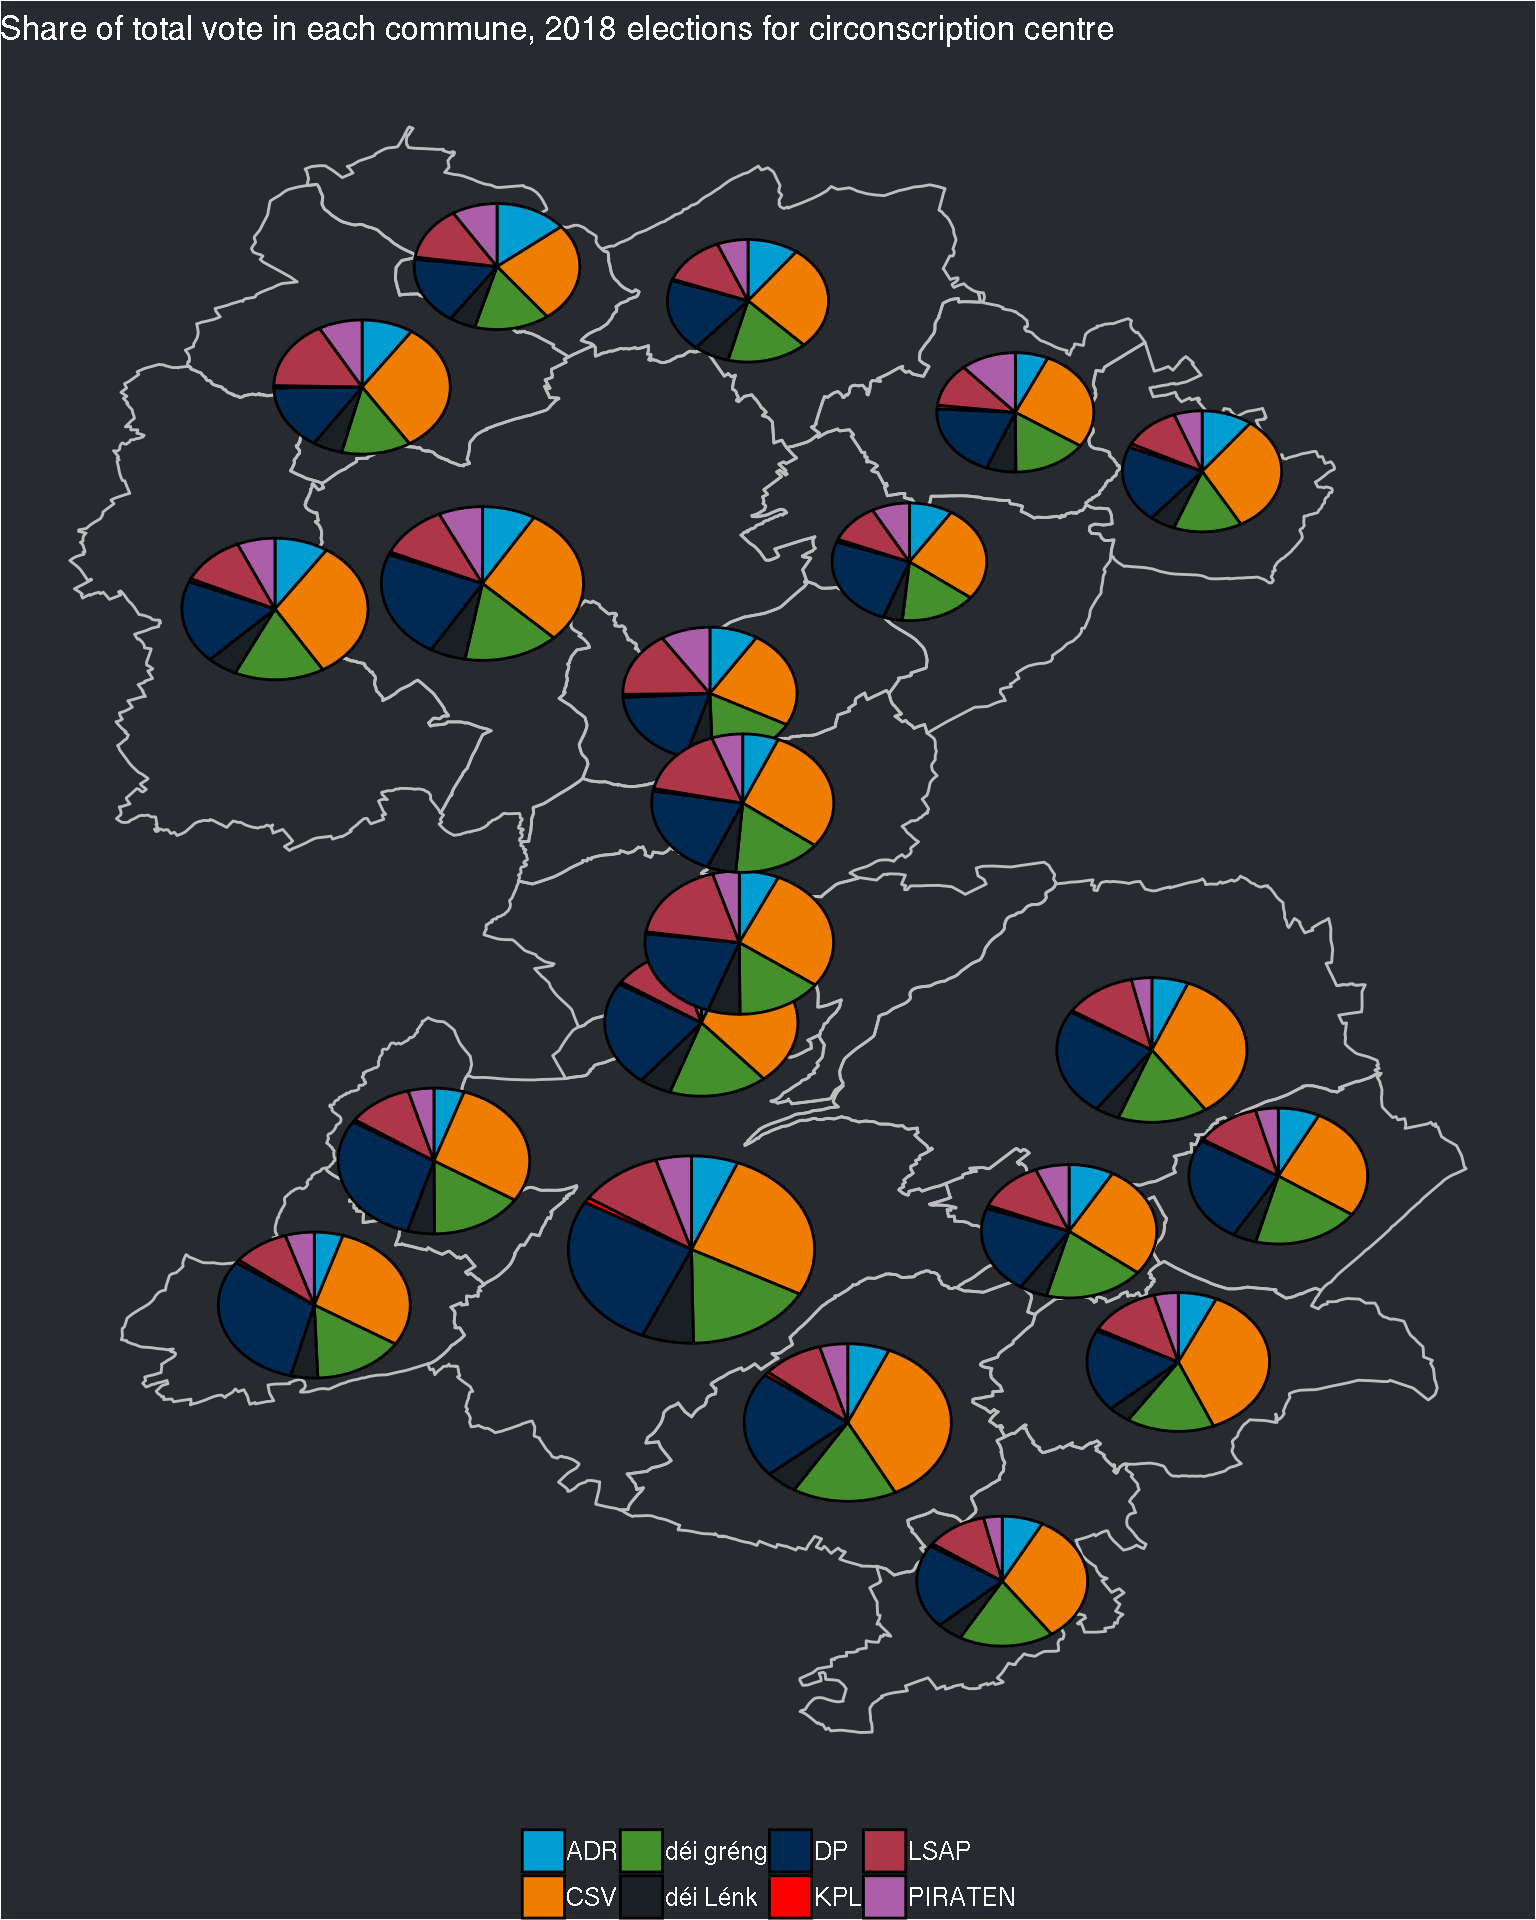 Share of total vote in each commune, 2018 elections for circonscription centre
ADR déi gréng DP LSAP
CSV déi Lénk KPL PIRATEN